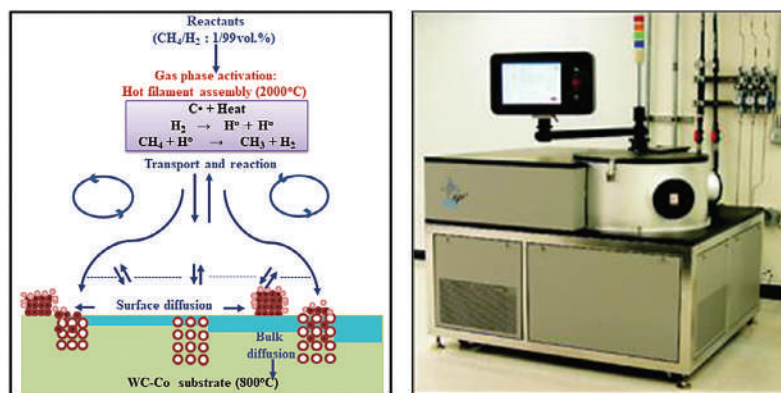 Reactants
(CH₄/H₂ : 1/99vol.%)
Gas phase activation:
Hot filament assembly (2000°C)
C• + Heat
H₂ → H° + H°
CH₄ + H° → CH₃ + H₂
Transport and reaction
Surface diffusion
Bulk
diffusion
WC-Co substrate (800°C)